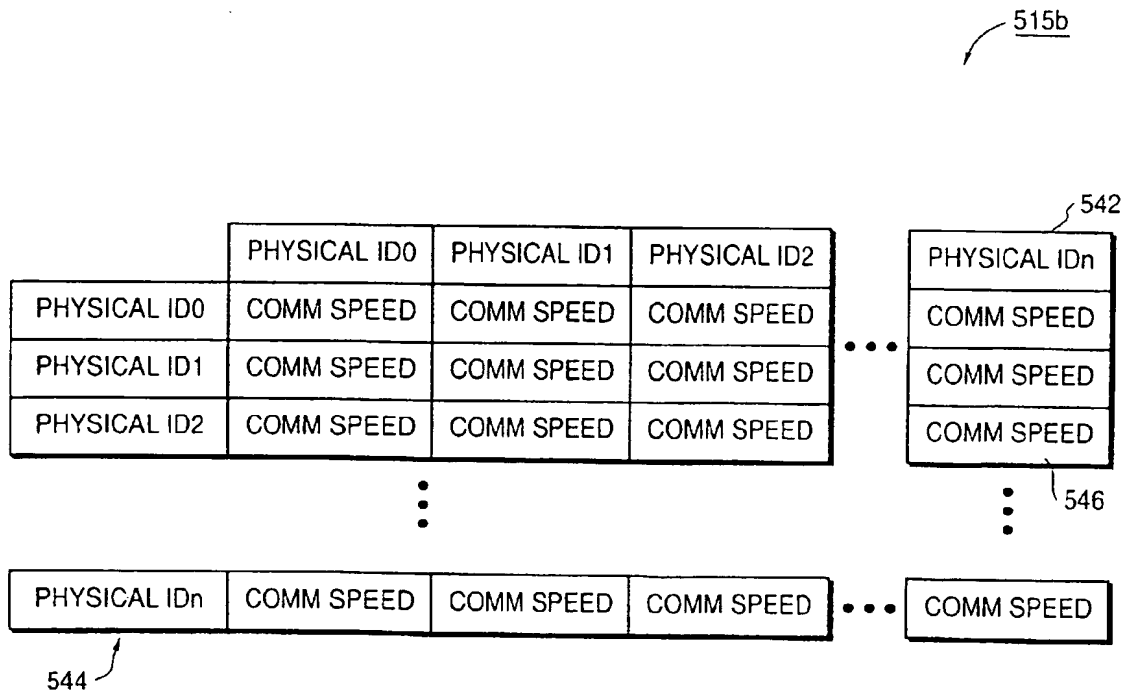 515b
542
PHYSICAL ID0 PHYSICAL ID1 PHYSICAL ID2 PHYSICAL IDn
PHYSICAL ID0 COMM SPEED COMM SPEED COMM SPEED COMM SPEED
PHYSICAL ID1 COMM SPEED COMM SPEED COMM SPEED COMM SPEED
PHYSICAL ID2 COMM SPEED COMM SPEED COMM SPEED COMM SPEED
546
PHYSICAL IDn COMM SPEED COMM SPEED COMM SPEED COMM SPEED
544